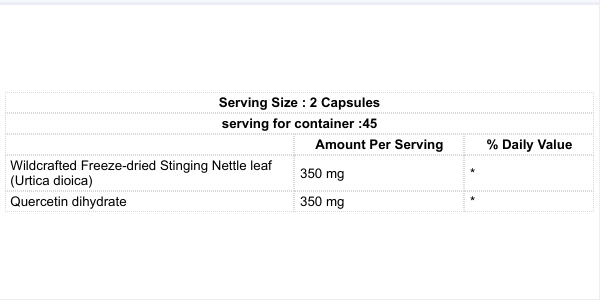 Serving Size : 2 Capsules
serving for container :45
Amount Per Serving % Daily Value
Wildcrafted Freeze-dried Stinging Nettle leaf
(Urtica dioica) 350 mg *
Quercetin dihydrate 350 mg *